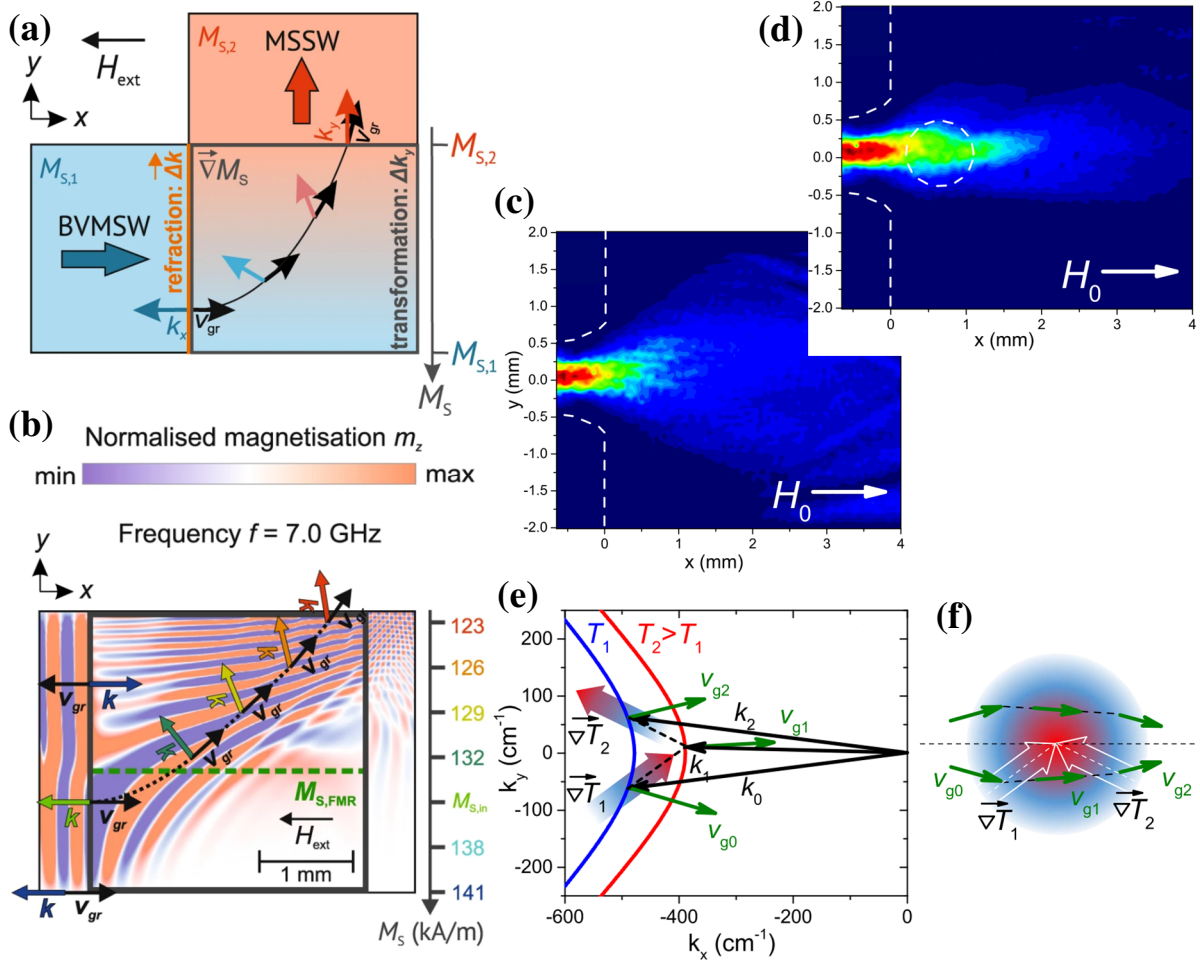 (a)
H_ext
y
x
M_S,2
MSSW
k_y
v_gr
M_S,2
M_S,1
BVMSW
refraction: Δk
∇M_S
transformation: Δk_y
k_x
v_gr
M_S,1
M_S
(b)
Normalised magnetisation m_z
min
max
Frequency f = 7.0 GHz
y
x
k
v_gr
123
k
v_gr
126
k
v_gr
129
v_gr
k
k
v_gr
132
M_S,FMR
M_S,in
k
v_gr
H_ext
138
1 mm
k
v_gr
141
M_S (kA/m)
(c)
2.0
1.5
1.0
0.5
0.0
-0.5
-1.0
-1.5
-2.0
y (mm)
H_0
0
1
2
3
4
x (mm)
(d)
2.0
1.5
1.0
0.5
0.0
-0.5
-1.0
-1.5
-2.0
H_0
0
1
2
3
4
x (mm)
(e)
200
100
0
-100
-200
k_y (cm⁻¹)
T_1
T_2>T_1
v_g2
k_2
v_g1
∇T_2
k_1
∇T_1
k_0
v_g0
-600
-400
-200
0
k_x (cm⁻¹)
(f)
v_g0
v_g1
v_g2
∇T_1
∇T_2